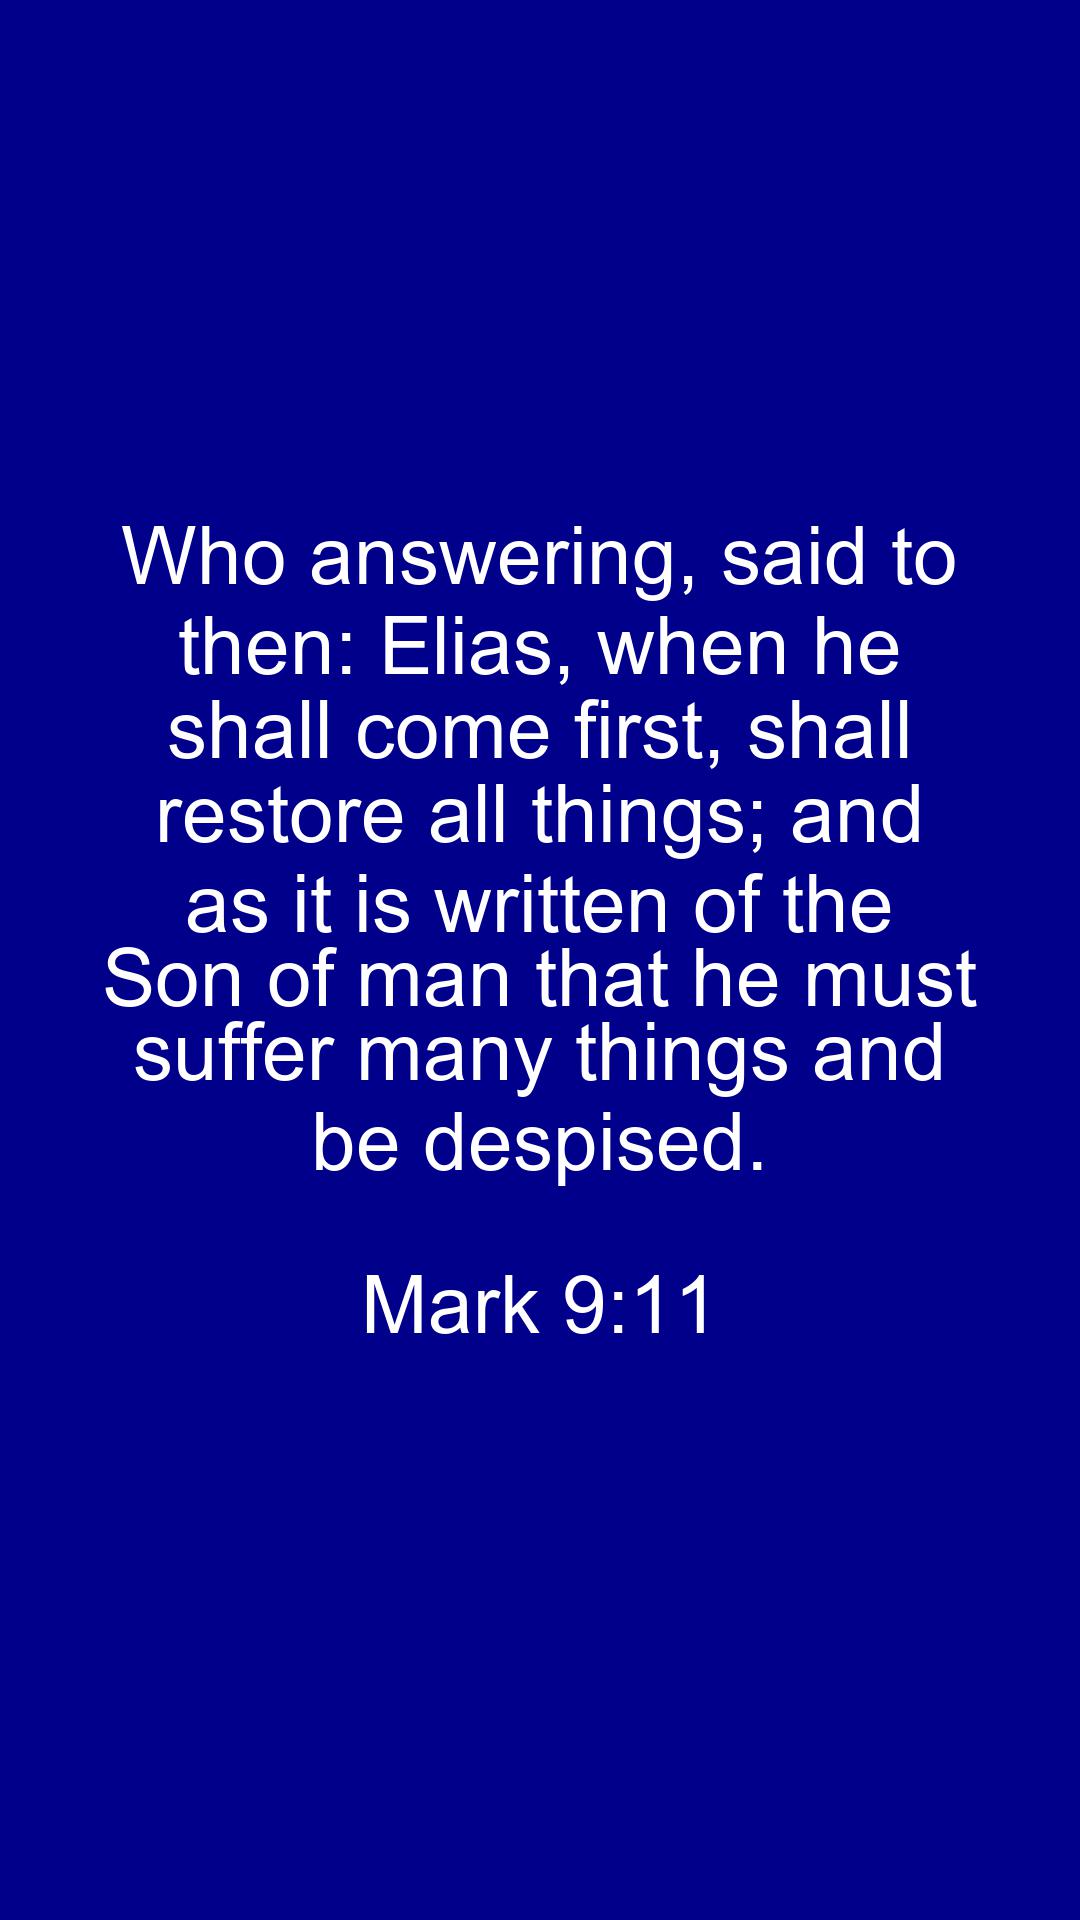 Who answering, said to
then: Elias, when he
shall come first, shall
restore all things; and
as it is written of the
Son of man that he must
suffer many things and
be despised.
Mark 9:11